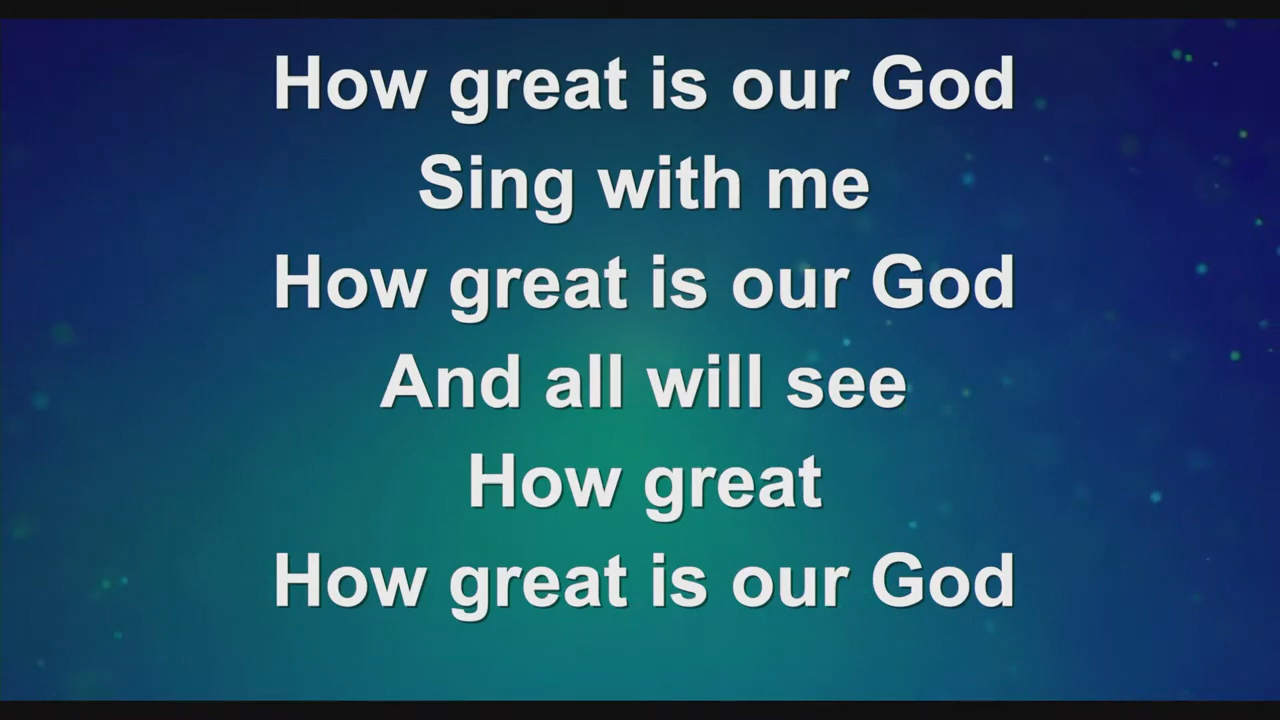 How great is our God
Sing with me
How great is our God
And all will see
How great
How great is our God